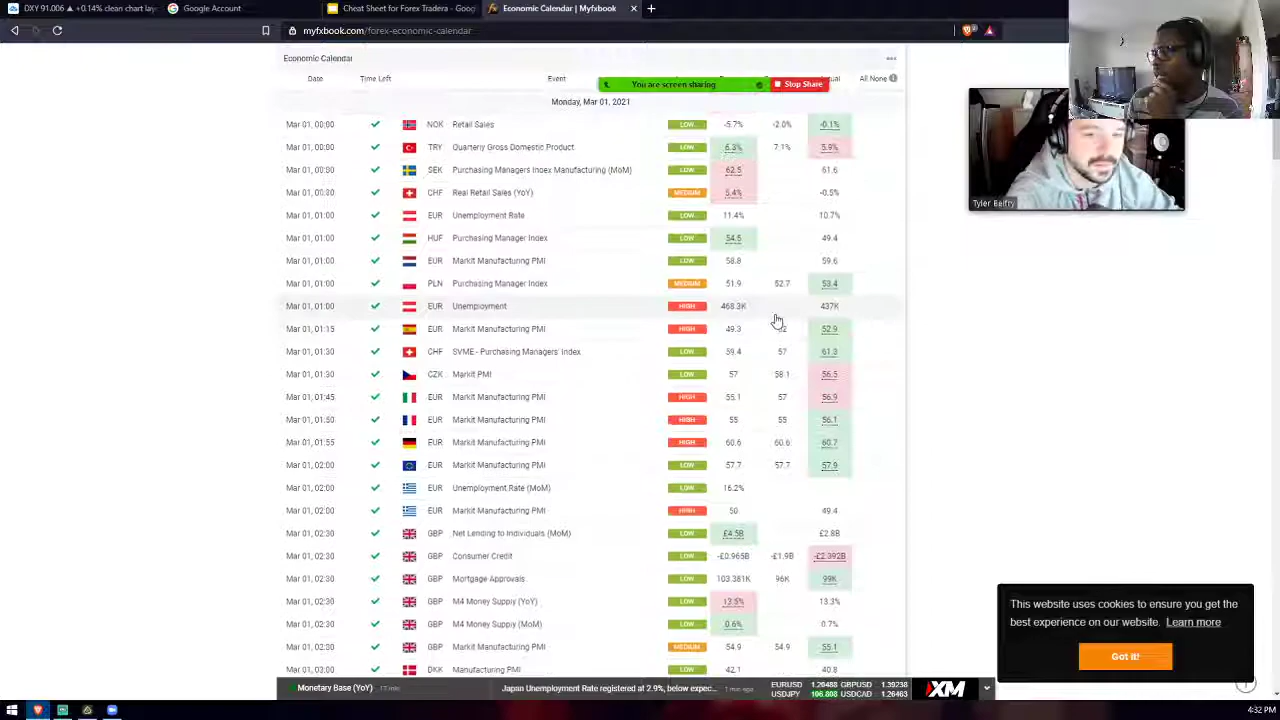 DXY 91.006 ▲ +0.14% clean chart lay
Google Account
Cheat Sheet for Forex Tradera - Goog
Economic Calendar | Myfxbook
myfxbook.com/forex-economic-calendar
Economic Calendar
Date Time Left Event All None
You are screen sharing Stop Share
Monday, Mar 01, 2021
Mar 01, 00:00 NOK Retail Sales LOW -5.7% -2.0% -0.1%
Mar 01, 00:00 TRY Quarterly Gross Domestic Product LOW 6.3% 7.1% 5.9%
Mar 01, 00:30 SEK Purchasing Managers Index Manufacturing (MoM) LOW 62.5 61.6
Mar 01, 00:30 CHF Real Retail Sales (YoY) MEDIUM 5.4% -0.5%
Mar 01, 01:00 EUR Unemployment Rate LOW 11.4% 10.7%
Mar 01, 01:00 HUF Purchasing Manager Index LOW 54.5 49.4
Mar 01, 01:00 EUR Markit Manufacturing PMI LOW 58.8 59.6
Mar 01, 01:00 PLN Purchasing Manager Index MEDIUM 51.9 52.7 53.4
Mar 01, 01:00 EUR Unemployment HIGH 468.3K 437K
Mar 01, 01:15 EUR Markit Manufacturing PMI HIGH 49.3 52.9
Mar 01, 01:30 CHF SVME - Purchasing Managers' Index LOW 59.4 57 61.3
Mar 01, 01:30 CZK Markit PMI LOW 57 58.1 56.5
Mar 01, 01:45 EUR Markit Manufacturing PMI HIGH 55.1 57 56.9
Mar 01, 01:50 EUR Markit Manufacturing PMI HIGH 55 55 56.1
Mar 01, 01:55 EUR Markit Manufacturing PMI HIGH 60.6 60.6 60.7
Mar 01, 02:00 EUR Markit Manufacturing PMI LOW 57.7 57.7 57.9
Mar 01, 02:00 EUR Unemployment Rate (MoM) LOW 16.2%
Mar 01, 02:00 EUR Markit Manufacturing PMI HIGH 50 49.4
Mar 01, 02:30 GBP Net Lending to Individuals (MoM) LOW £4.5B £2.8B
Mar 01, 02:30 GBP Consumer Credit LOW -£0.965B -£1.9B -£2.392B
Mar 01, 02:30 GBP Mortgage Approvals LOW 103.381K 96K 99K
Mar 01, 02:30 GBP M4 Money Supply (YoY) LOW 13.5% 13.3%
Mar 01, 02:30 GBP M4 Money Supply (MoM) LOW 0.6% 0.7%
Mar 01, 02:30 GBP Markit Manufacturing PMI MEDIUM 54.9 54.9 55.1
Mar 01, 03:00 Manufacturing PMI LOW 42.1 40.8
Tyler Belfry
This website uses cookies to ensure you get the
best experience on our website. Learn more
Got it!
Monetary Base (YoY) 17 min Japan Unemployment Rate registered at 2.9%, below expec... 1 min ago
EURUSD 1.20488 GBPUSD 1.39238
USDJPY 106.808 USDCAD 1.26463
XM
4:32 PM